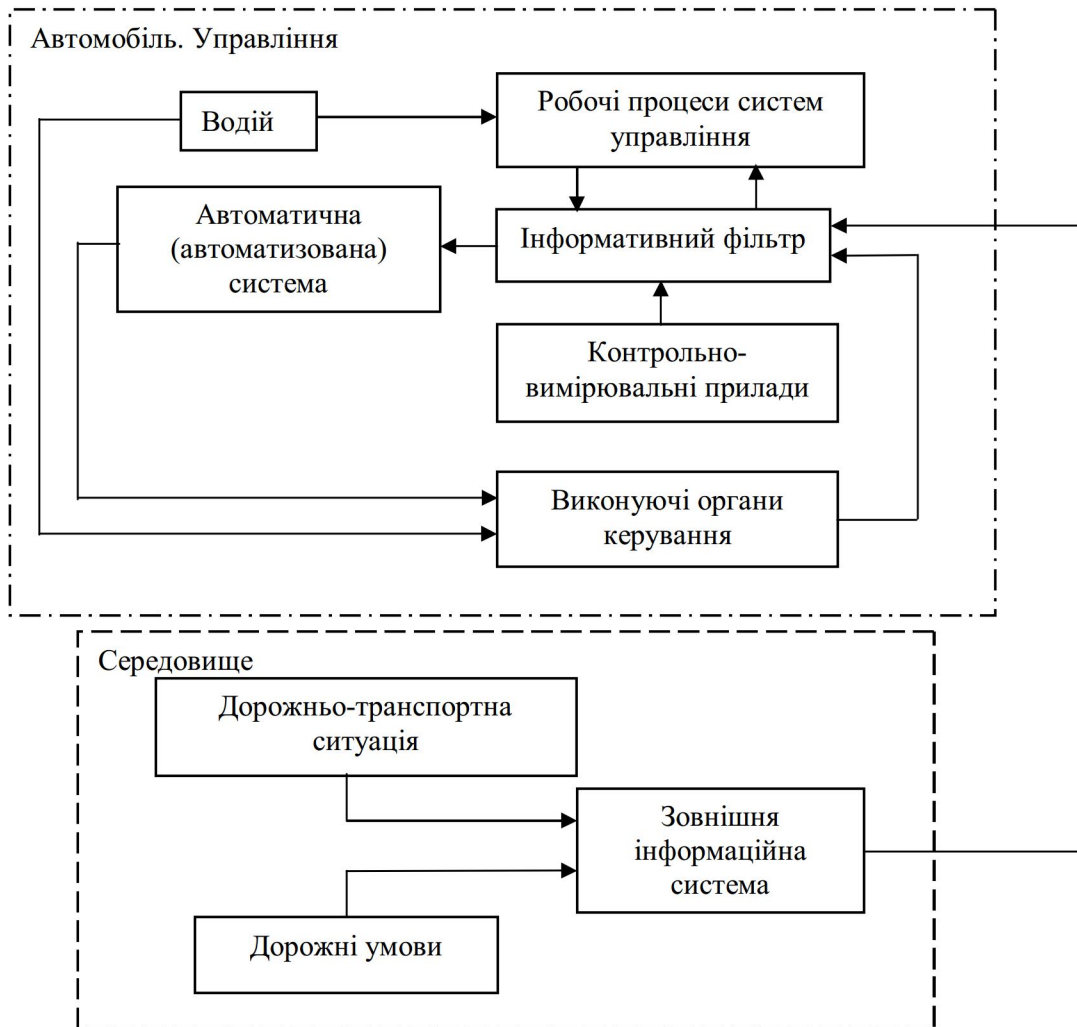 Автомобіль. Управління
Водій
Робочі процеси систем
управління
Автоматична
(автоматизована)
система
Інформативний фільтр
Контрольно-
вимірювальні прилади
Виконуючі органи
керування
Середовище
Дорожньо-транспортна
ситуація
Зовнішня
інформаційна
система
Дорожні умови